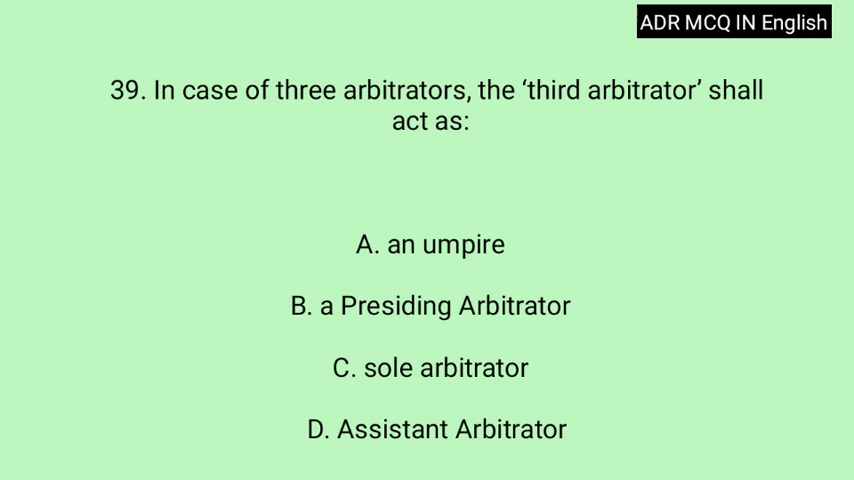 ADR MCQ IN English
39. In case of three arbitrators, the ‘third arbitrator’ shall
act as:
A. an umpire
B. a Presiding Arbitrator
C. sole arbitrator
D. Assistant Arbitrator